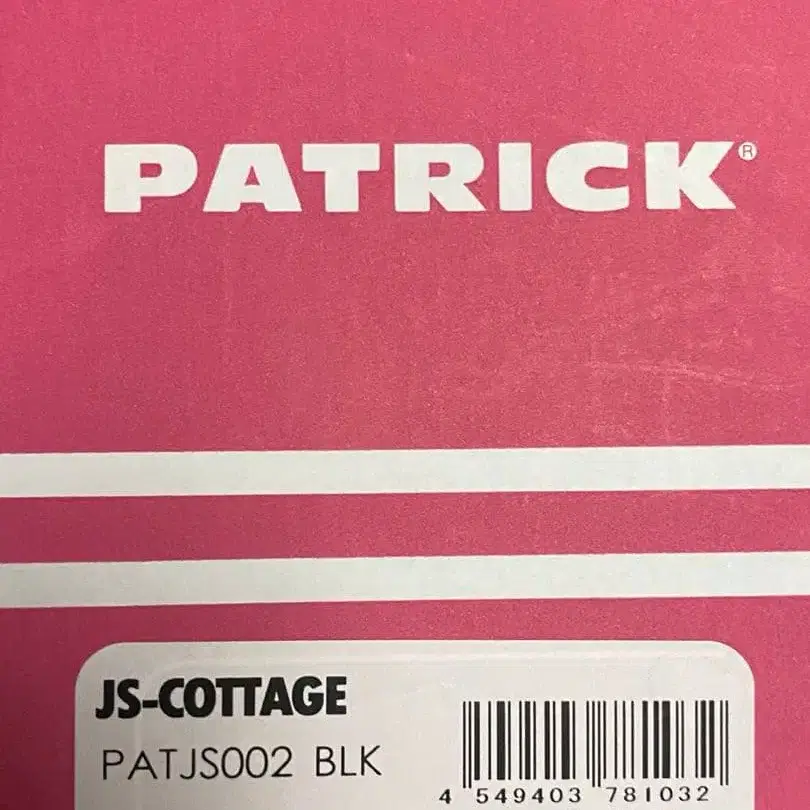 PATRICK®
JS-COTTAGE
PATJS002 BLK
4 549403 781032